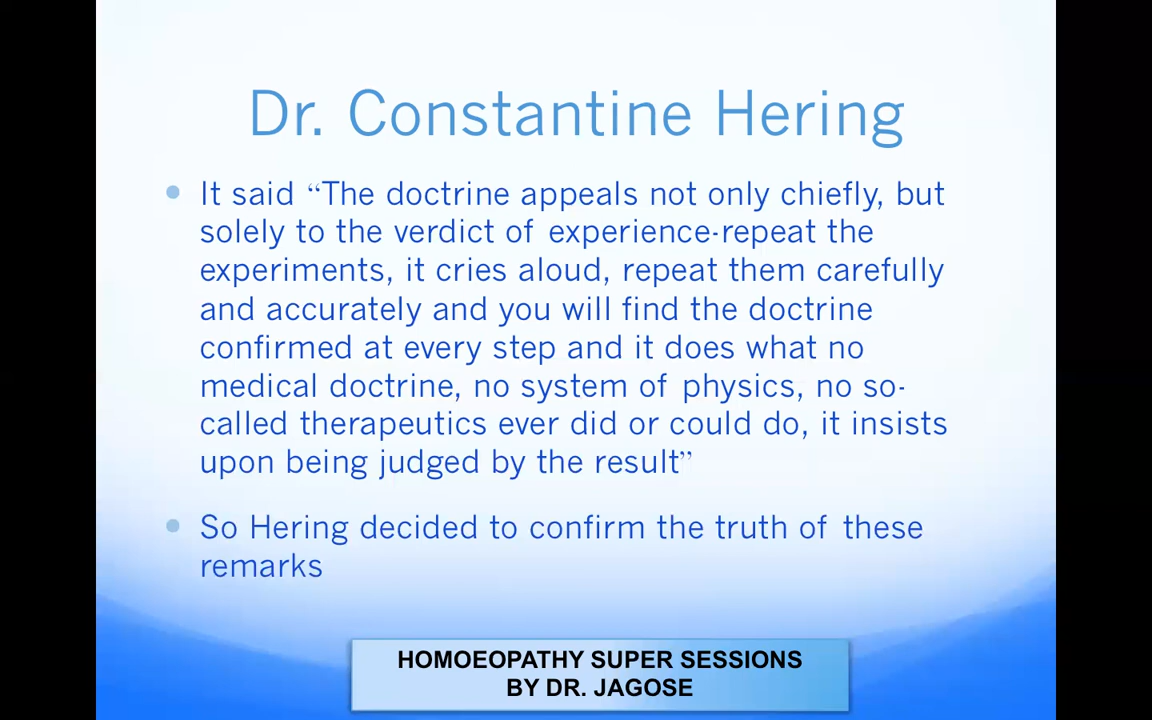 Dr. Constantine Hering
It said “The doctrine appeals not only chiefly, but
solely to the verdict of experience-repeat the
experiments, it cries aloud, repeat them carefully
and accurately and you will find the doctrine
confirmed at every step and it does what no
medical doctrine, no system of physics, no so-
called therapeutics ever did or could do, it insists
upon being judged by the result”
So Hering decided to confirm the truth of these
remarks
HOMOEOPATHY SUPER SESSIONS
BY DR. JAGOSE